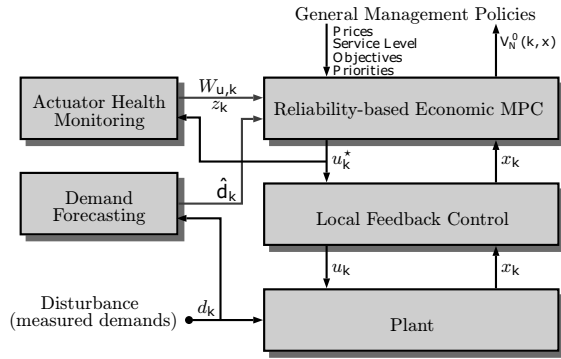 General Management Policies
Prices
Service Level
Objectives
Priorities
V_N^0(k,x)
Actuator Health
Monitoring
W_{u,k}
z_k
Reliability-based Economic MPC
u_k^⋆
x_k
Demand
Forecasting
d̂_k
Local Feedback Control
u_k
x_k
Disturbance
(measured demands)
d_k
Plant